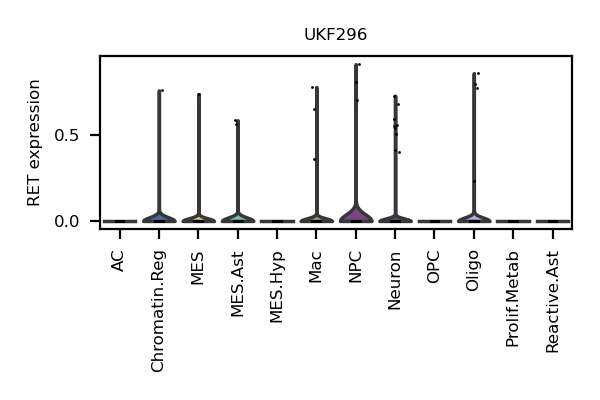 UKF296
RET expression
0.5
0.0
AC
Chromatin.Reg
MES
MES.Ast
MES.Hyp
Mac
NPC
Neuron
OPC
Oligo
Prolif.Metab
Reactive.Ast